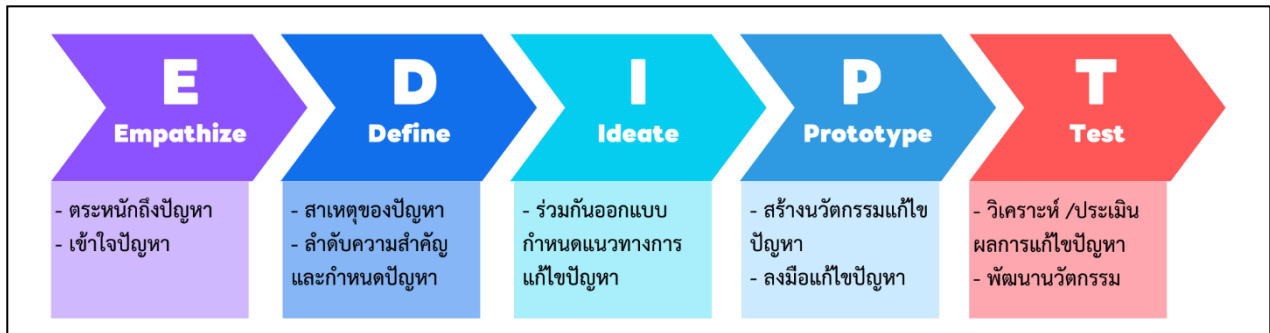 E
Empathize
- ตระหนักถึงปัญหา
- เข้าใจปัญหา
D
Define
- สาเหตุของปัญหา
- ลำดับความสำคัญ
และกำหนดปัญหา
I
Ideate
- ร่วมกันออกแบบ
กำหนดแนวทางการ
แก้ไขปัญหา
P
Prototype
- สร้างนวัตกรรมแก้ไข
ปัญหา
- ลงมือแก้ไขปัญหา
T
Test
- วิเคราะห์ /ประเมิน
ผลการแก้ไขปัญหา
- พัฒนานวัตกรรม